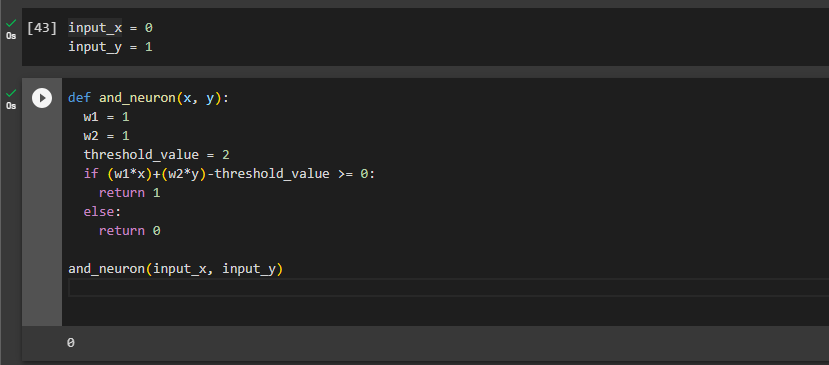 [43] input_x = 0
0s
input_y = 1
def and_neuron(x, y):
0s
w1 = 1
w2 = 1
threshold_value = 2
if (w1*x)+(w2*y)-threshold_value >= 0:
return 1
else:
return 0
and_neuron(input_x, input_y)
0